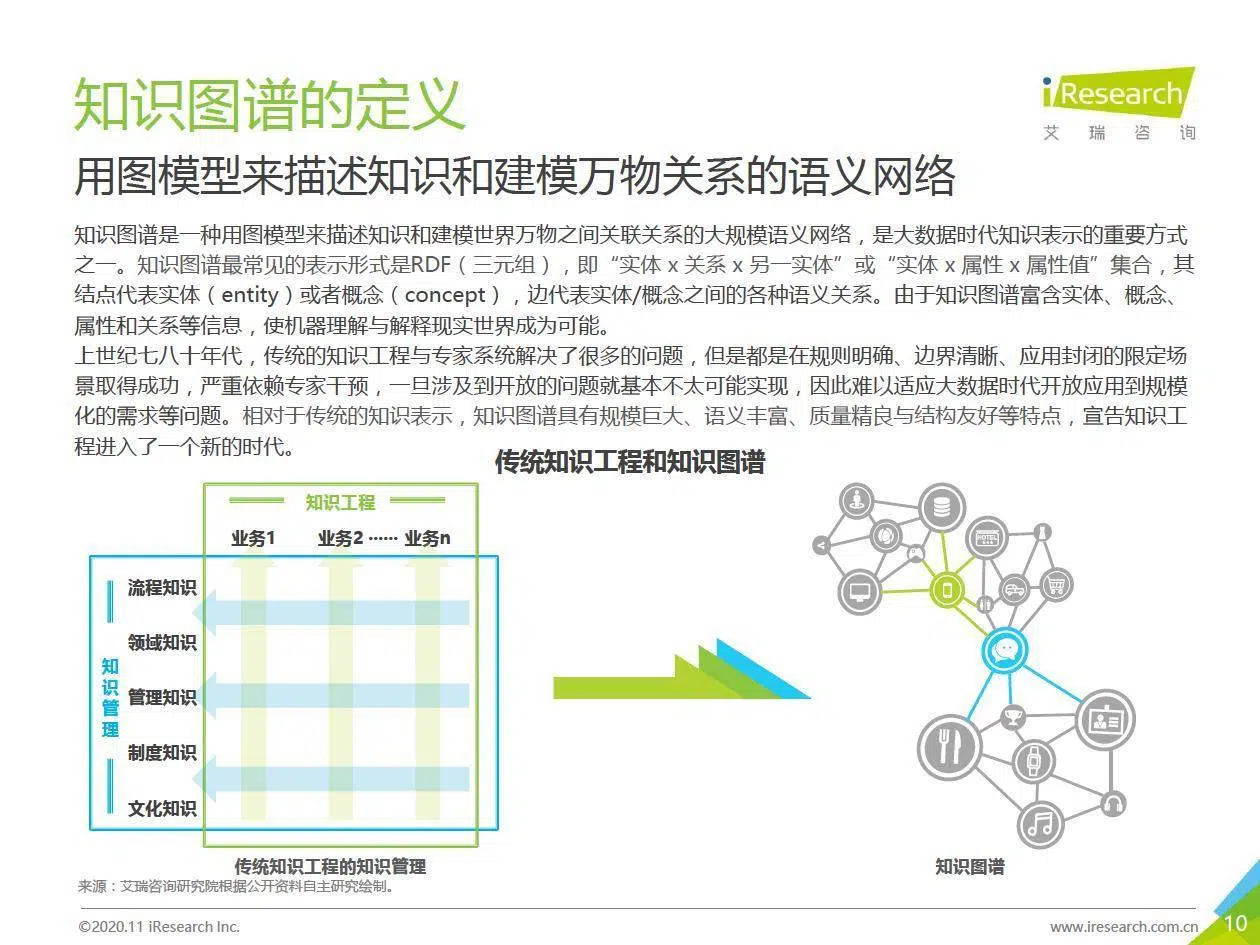 知识图谱的定义
iResearch
艾 瑞 咨 询
用图模型来描述知识和建模万物关系的语义网络
知识图谱是一种用图模型来描述知识和建模世界万物之间关联关系的大规模语义网络，是大数据时代知识表示的重要方式
之一。知识图谱最常见的表示形式是RDF（三元组），即“实体 x 关系 x 另一实体”或“实体 x 属性 x 属性值”集合，其
结点代表实体（entity）或者概念（concept），边代表实体/概念之间的各种语义关系。由于知识图谱富含实体、概念、
属性和关系等信息，使机器理解与解释现实世界成为可能。
上世纪七八十年代，传统的知识工程与专家系统解决了很多的问题，但是都是在规则明确、边界清晰、应用封闭的限定场
景取得成功，严重依赖专家干预，一旦涉及到开放的问题就基本不太可能实现，因此难以适应大数据时代开放应用到规模
化的需求等问题。相对于传统的知识表示，知识图谱具有规模巨大、语义丰富、质量精良与结构友好等特点，宣告知识工
程进入了一个新的时代。
传统知识工程和知识图谱
知识工程
业务1 业务2 ······ 业务n
流程知识
领域知识
知识管理
管理知识
制度知识
文化知识
HOTEL
传统知识工程的知识管理
知识图谱
来源：艾瑞咨询研究院根据公开资料自主研究绘制。
©2020.11 iResearch Inc.
www.iresearch.com.cn
10